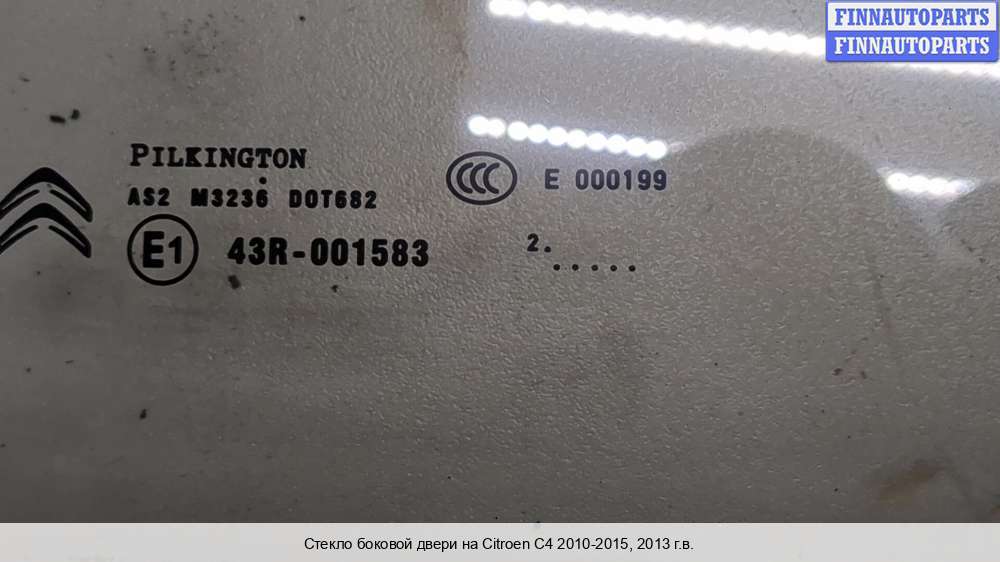 FINNAUTOPARTS
FINNAUTOPARTS
PILKINGTON
AS2 M3236 DOT682
CCC E 000199
E1 43R-001583
2. .....
Стекло боковой двери на Citroen C4 2010-2015, 2013 г.в.